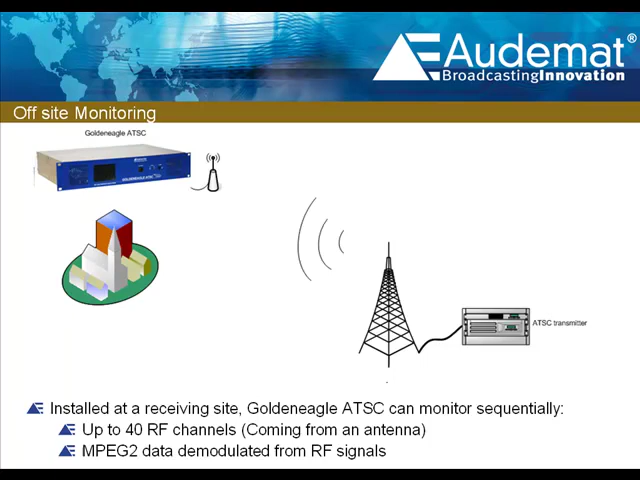 Audemat®
BroadcastingInnovation
Off site Monitoring
Goldeneagle ATSC
ATSC transmitter
Installed at a receiving site, Goldeneagle ATSC can monitor sequentially:
Up to 40 RF channels (Coming from an antenna)
MPEG2 data demodulated from RF signals